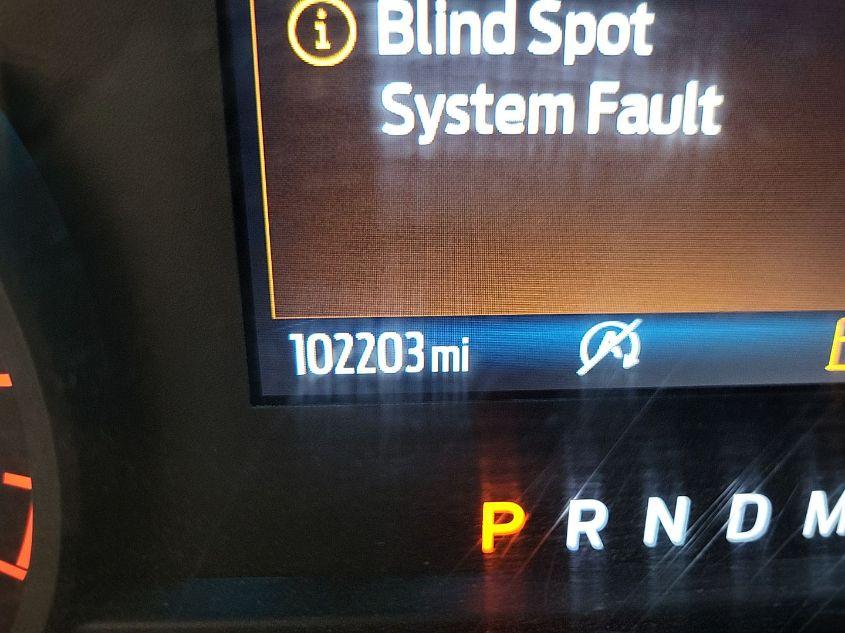 i Blind Spot
System Fault
102203 mi
A
P R N D M